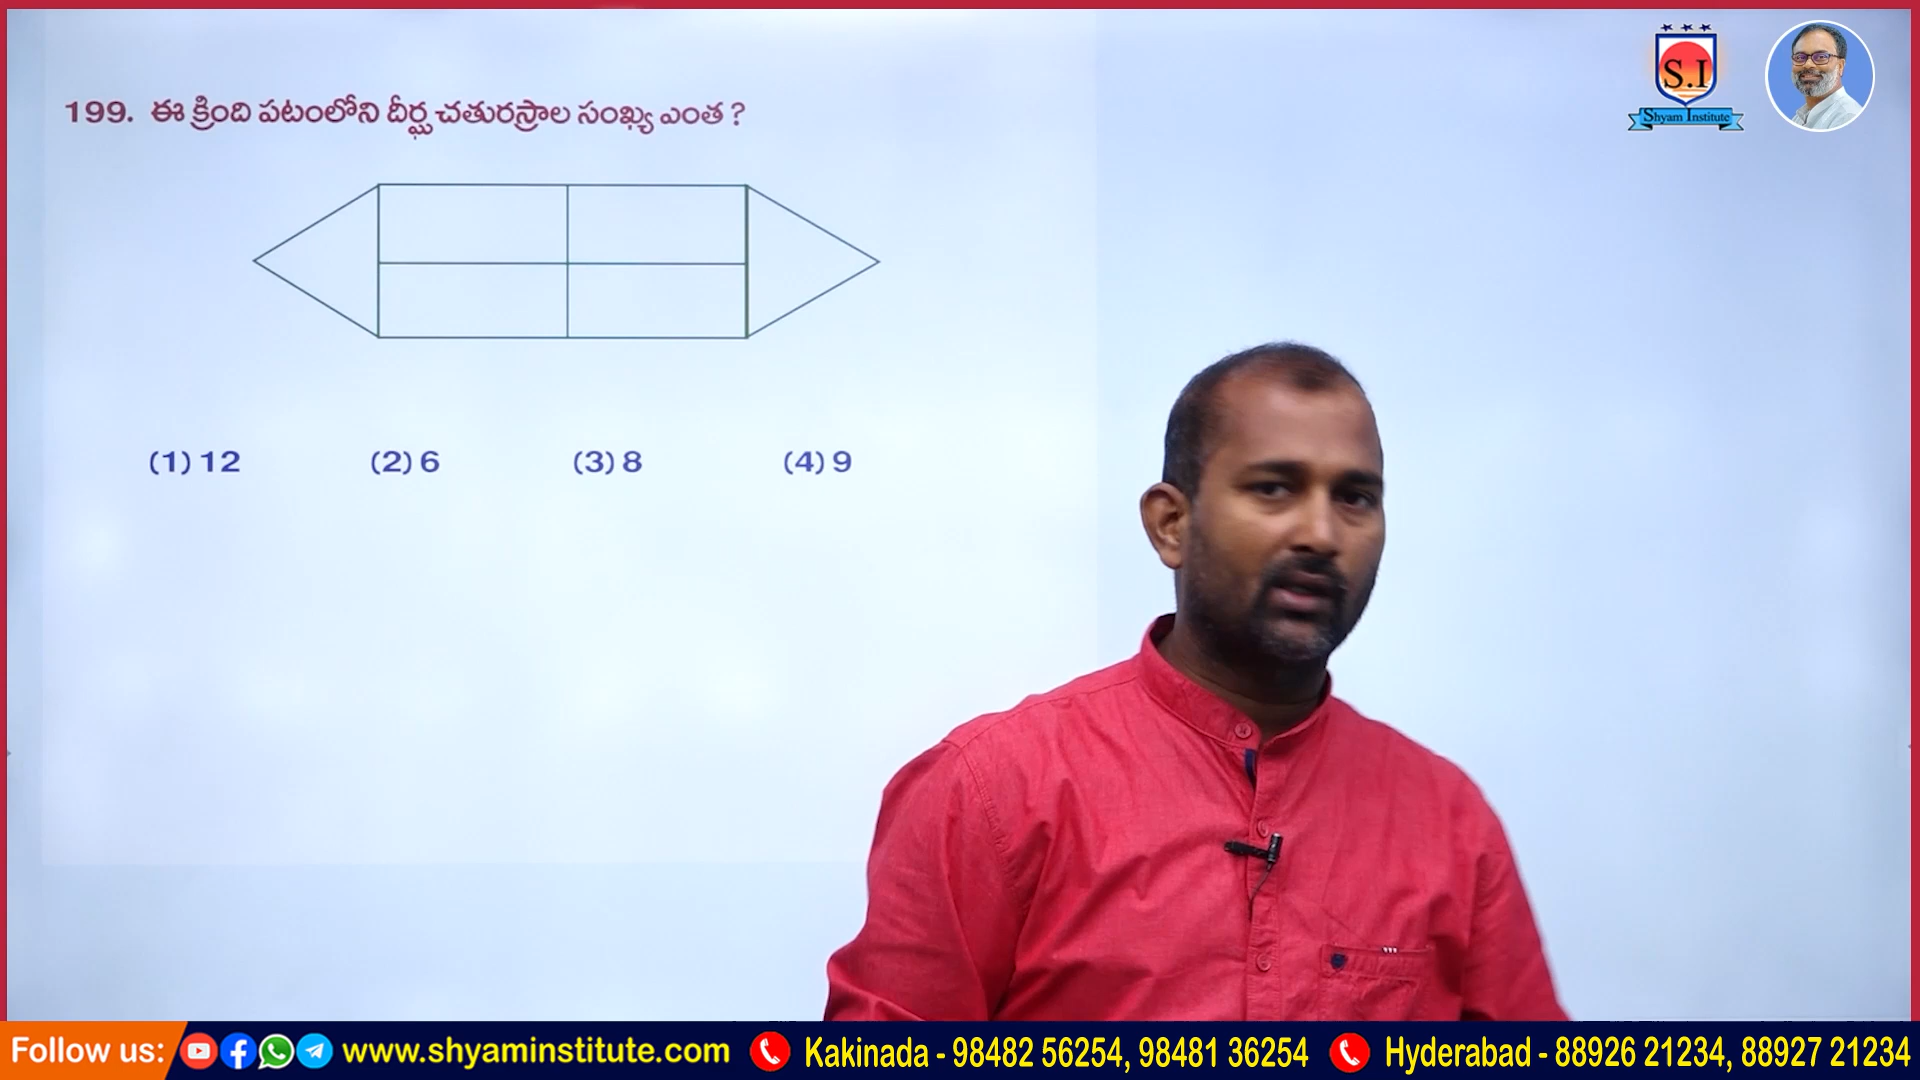 199. ఈ క్రింది పటంలోని దీర్ఘచతురస్రాల సంఖ్య ఎంత ?
(1) 12 (2) 6 (3) 8 (4) 9
S.I
Shyam Institute
Follow us: www.shyaminstitute.com Kakinada - 98482 56254, 98481 36254 Hyderabad - 88926 21234, 88927 21234